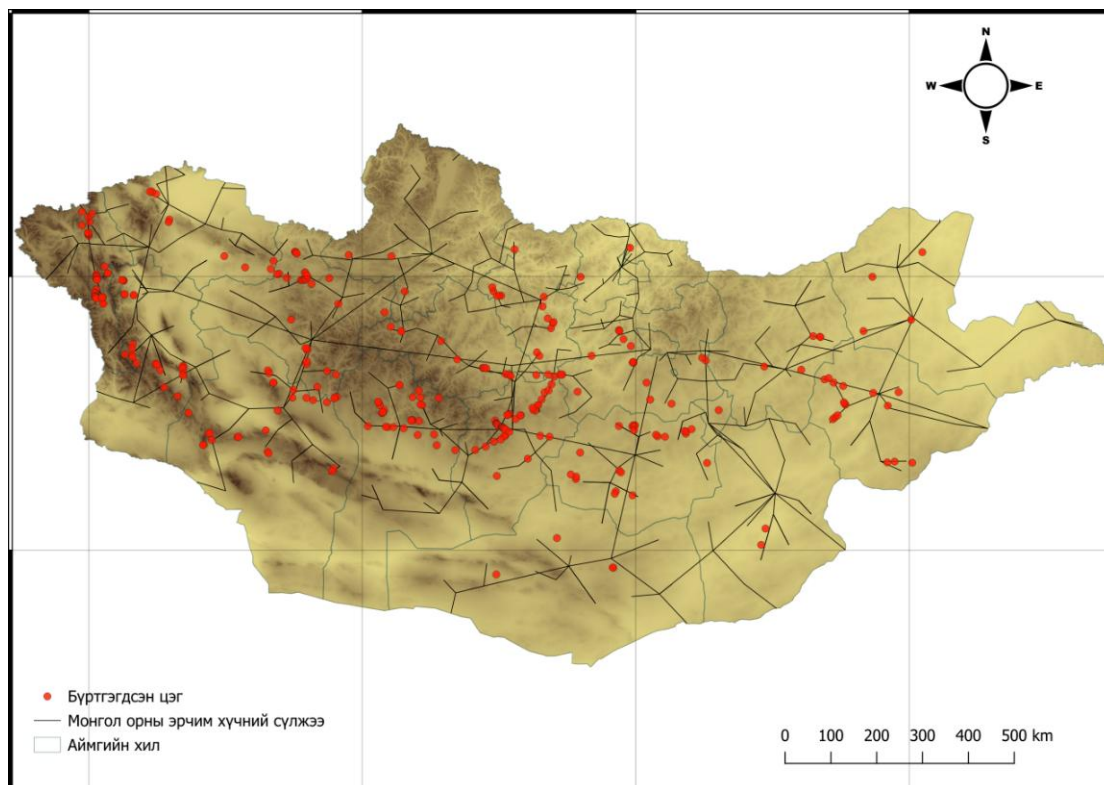 N
W E
S
Бүртгэгдсэн цэг
Монгол орны эрчим хүчний сүлжээ
Аймгийн хил
0 100 200 300 400 500 km